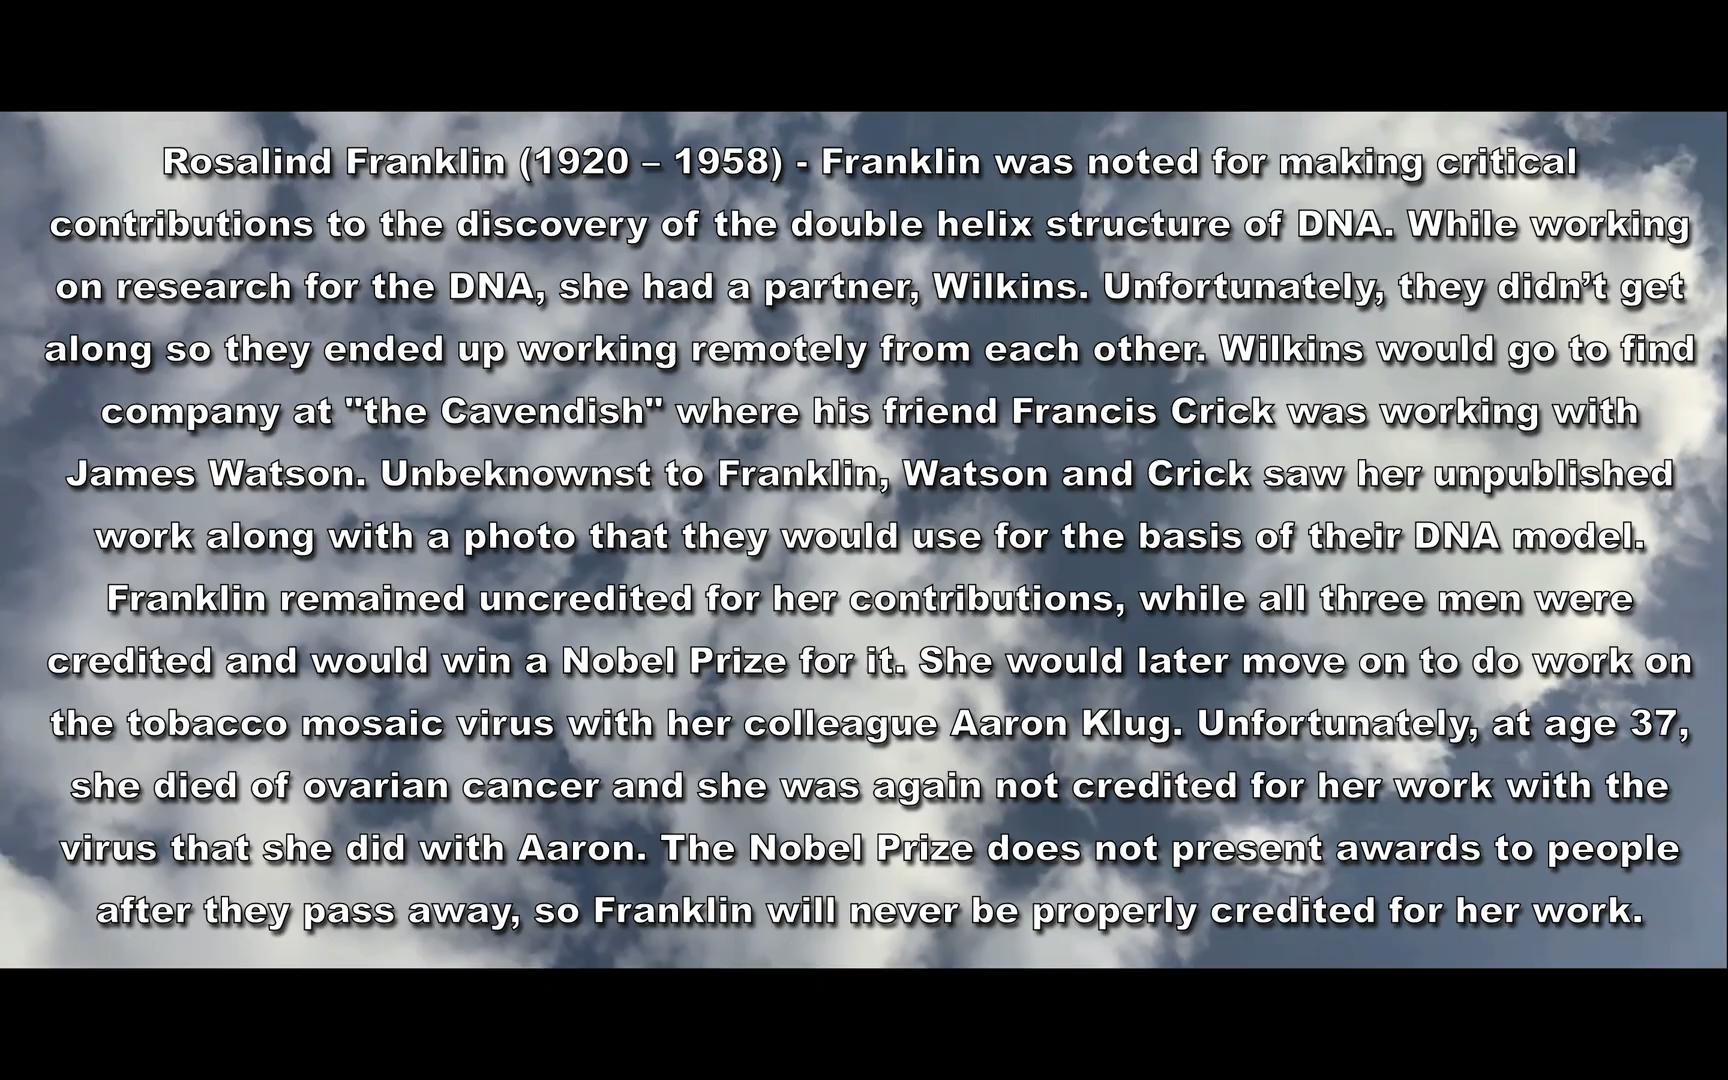 Rosalind Franklin (1920 – 1958) - Franklin was noted for making critical
contributions to the discovery of the double helix structure of DNA. While working
on research for the DNA, she had a partner, Wilkins. Unfortunately, they didn’t get
along so they ended up working remotely from each other. Wilkins would go to find
company at "the Cavendish" where his friend Francis Crick was working with
James Watson. Unbeknownst to Franklin, Watson and Crick saw her unpublished
work along with a photo that they would use for the basis of their DNA model.
Franklin remained uncredited for her contributions, while all three men were
credited and would win a Nobel Prize for it. She would later move on to do work on
the tobacco mosaic virus with her colleague Aaron Klug. Unfortunately, at age 37,
she died of ovarian cancer and she was again not credited for her work with the
virus that she did with Aaron. The Nobel Prize does not present awards to people
after they pass away, so Franklin will never be properly credited for her work.